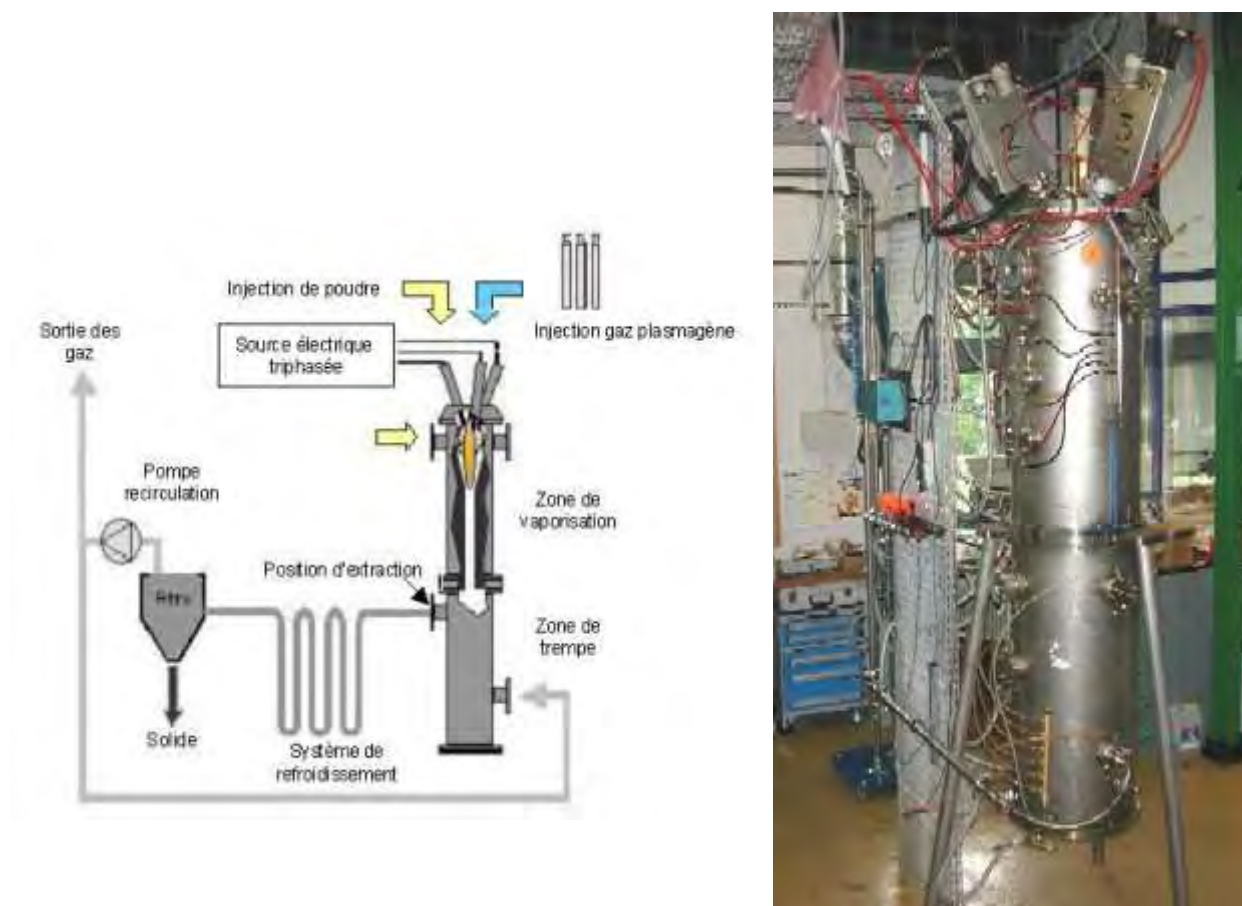 Injection de poudre
Injection gaz plasmagène
Sortie des
gaz
Source électrique
triphasée
Pompe
recirculation
Zone de
vaporisation
Position d'extraction
Filtre
Zone de
trempe
Solide
Système de
refroidissement